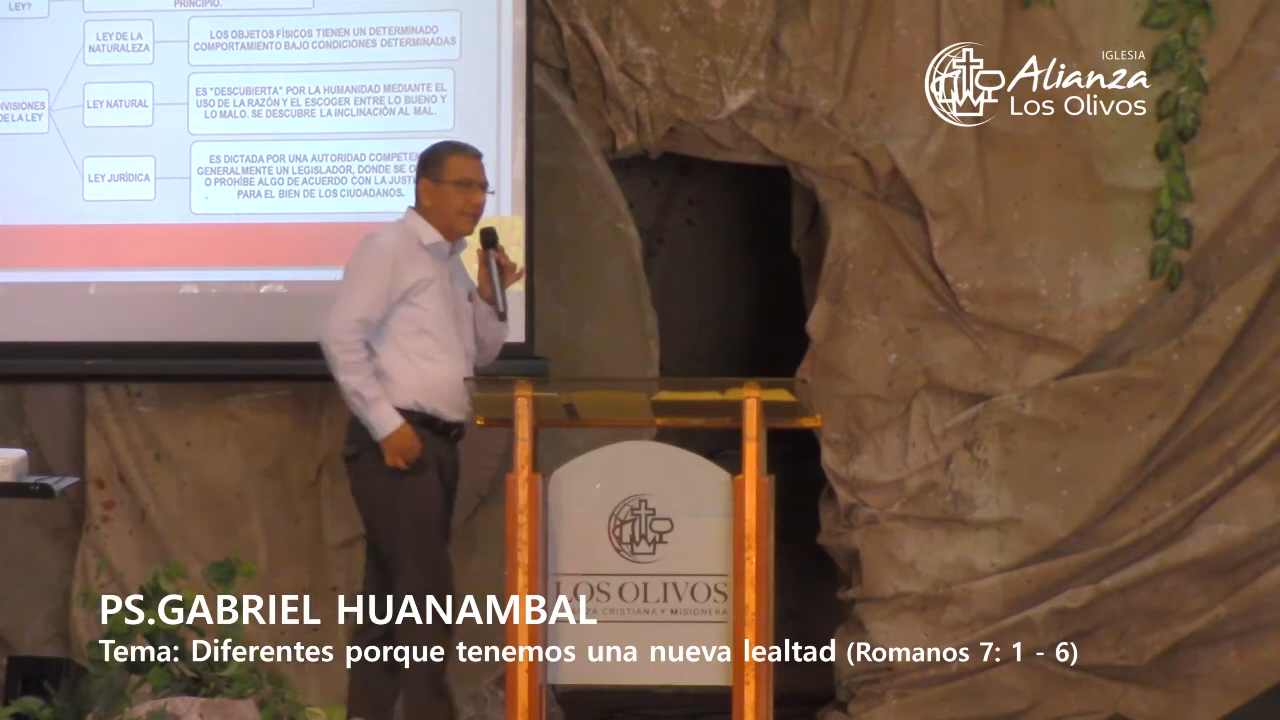 LEY?
PRINCIPIO.
LEY DE LA
NATURALEZA
LOS OBJETOS FÍSICOS TIENEN UN DETERMINADO
COMPORTAMIENTO BAJO CONDICIONES DETERMINADAS
DE LA LEY
LEY NATURAL
ES "DESCUBIERTA" POR LA HUMANIDAD MEDIANTE EL
USO DE LA RAZÓN Y EL ESCOGER ENTRE LO BUENO Y
LO MALO. SE DESCUBRE LA INCLINACIÓN AL MAL.
LEY JURÍDICA
ES DICTADA POR UNA AUTORIDAD
GENERALMENTE UN LEGISLADOR, DONDE SE
O PROHÍBE ALGO DE ACUERDO CON LA
PARA EL BIEN DE LOS CIUDADANOS.
IGLESIA
Alianza
Los Olivos
LOS OLIVOS
CRISTIANA Y MISIONERA
PS.GABRIEL HUANAMBAL
Tema: Diferentes porque tenemos una nueva lealtad (Romanos 7: 1 - 6)